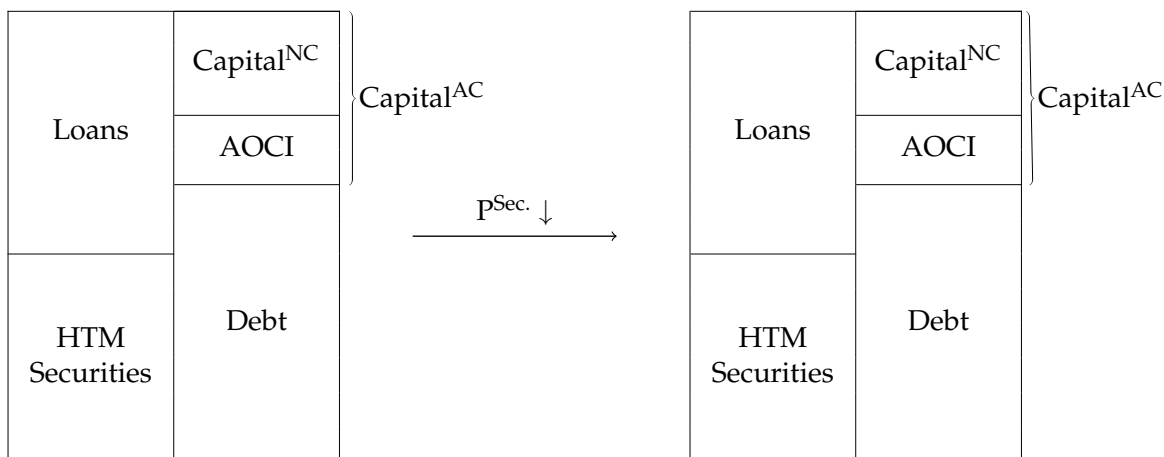 Loans
HTM
Securities
Capital^NC
AOCI
Debt
Capital^AC
P^Sec. ↓
Loans
HTM
Securities
Capital^NC
AOCI
Debt
Capital^AC